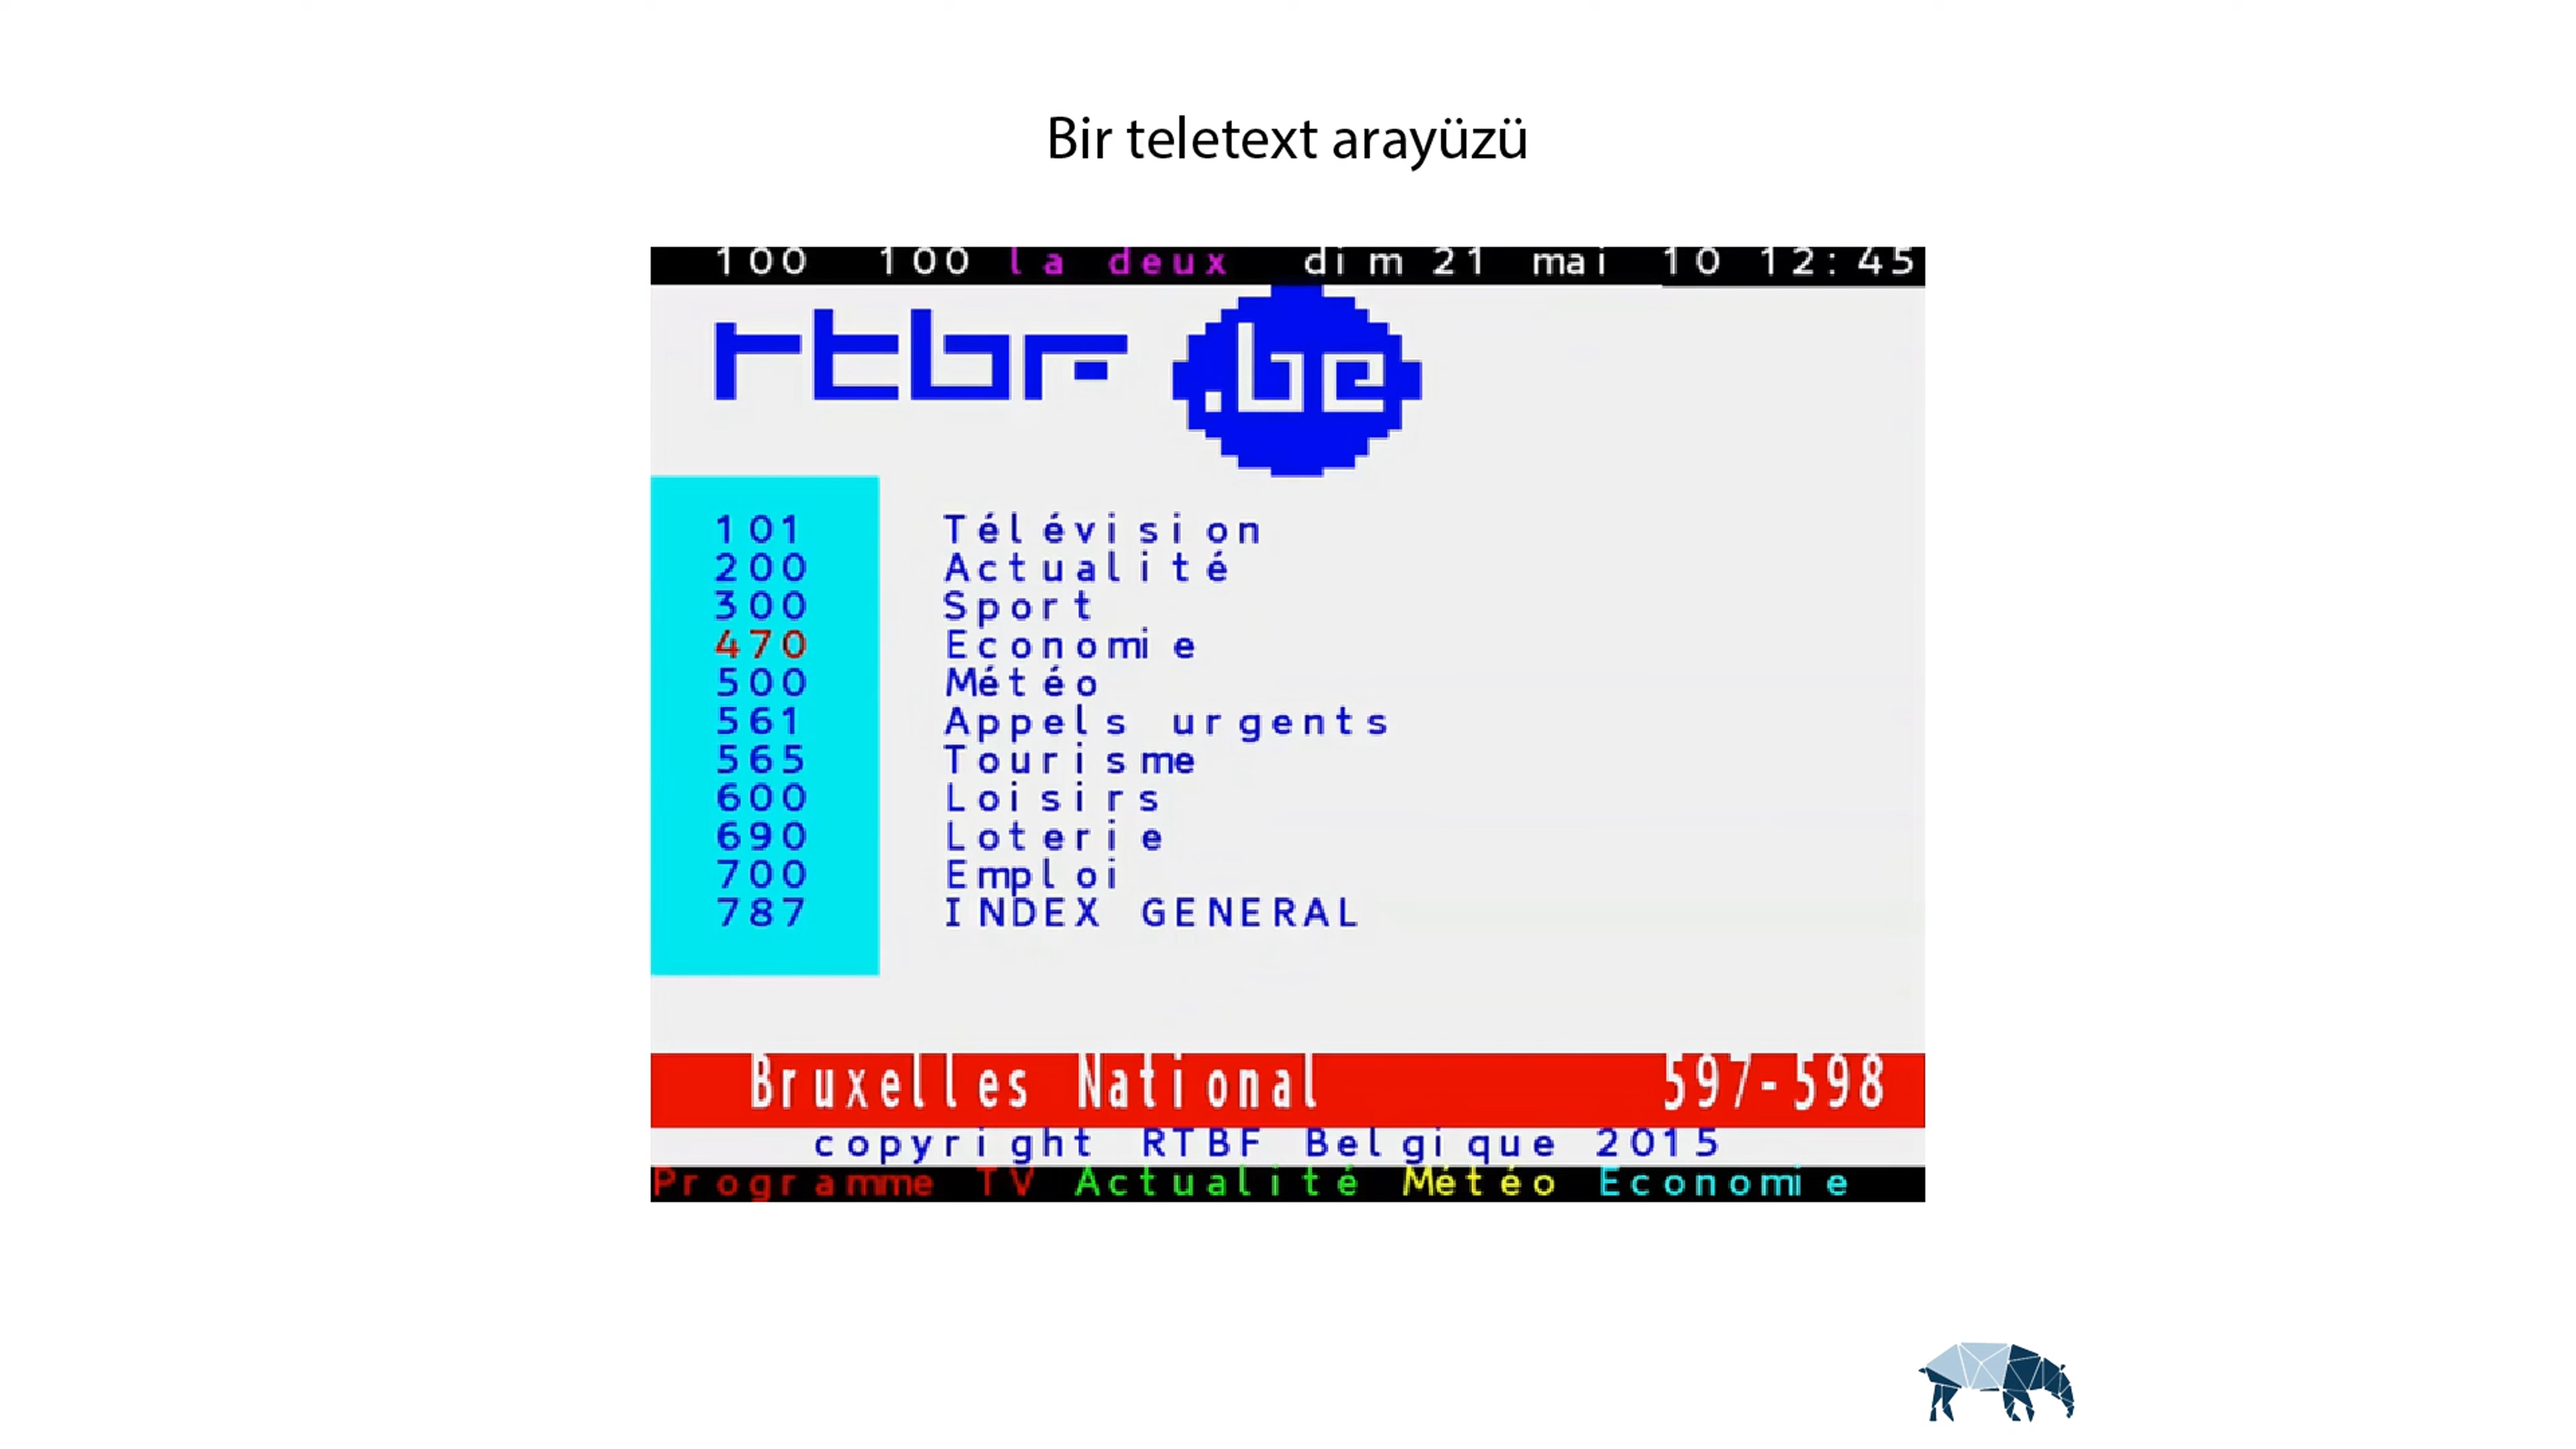 Bir teletext arayüzü
100 100 la deux dim 21 mai 10 12:45
rtbf .be
101 Télévision
200 Actualité
300 Sport
470 Economie
500 Météo
561 Appels urgents
565 Tourisme
600 Loisirs
690 Loterie
700 Emploi
787 INDEX GENERAL
Bruxelles National 597-598
copyright RTBF Belgique 2015
Programme TV Actualité Météo Economie